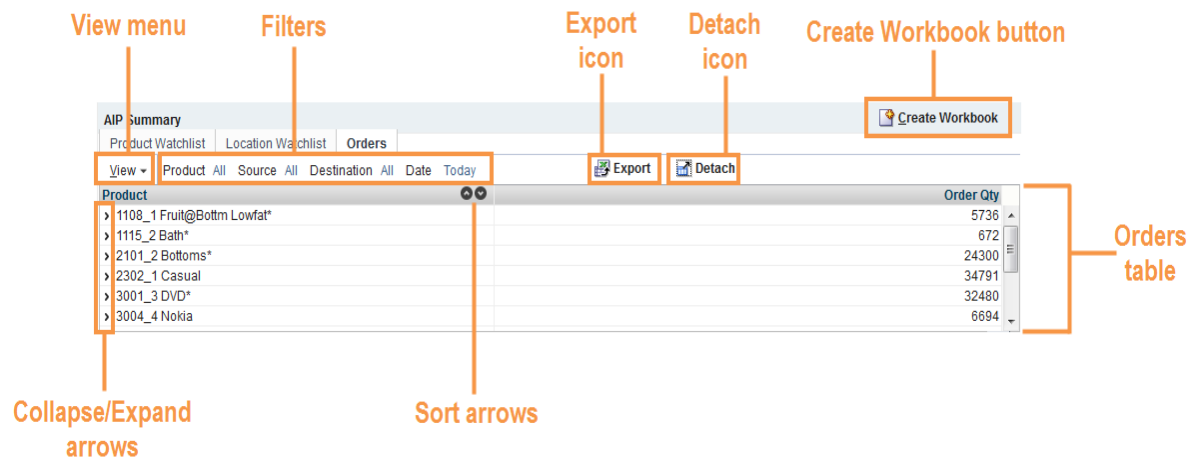 View menu
Filters
Export
icon
Detach
icon
Create Workbook button
AIP Summary
Create Workbook
Product Watchlist Location Watchlist Orders
View Product All Source All Destination All Date Today Export Detach
Product Order Qty
1108_1 Fruit@Bottm Lowfat* 5736
1115_2 Bath* 672
2101_2 Bottoms* 24300
2302_1 Casual 34791
3001_3 DVD* 32480
3004_4 Nokia 6694
Orders
table
Collapse/Expand
arrows
Sort arrows